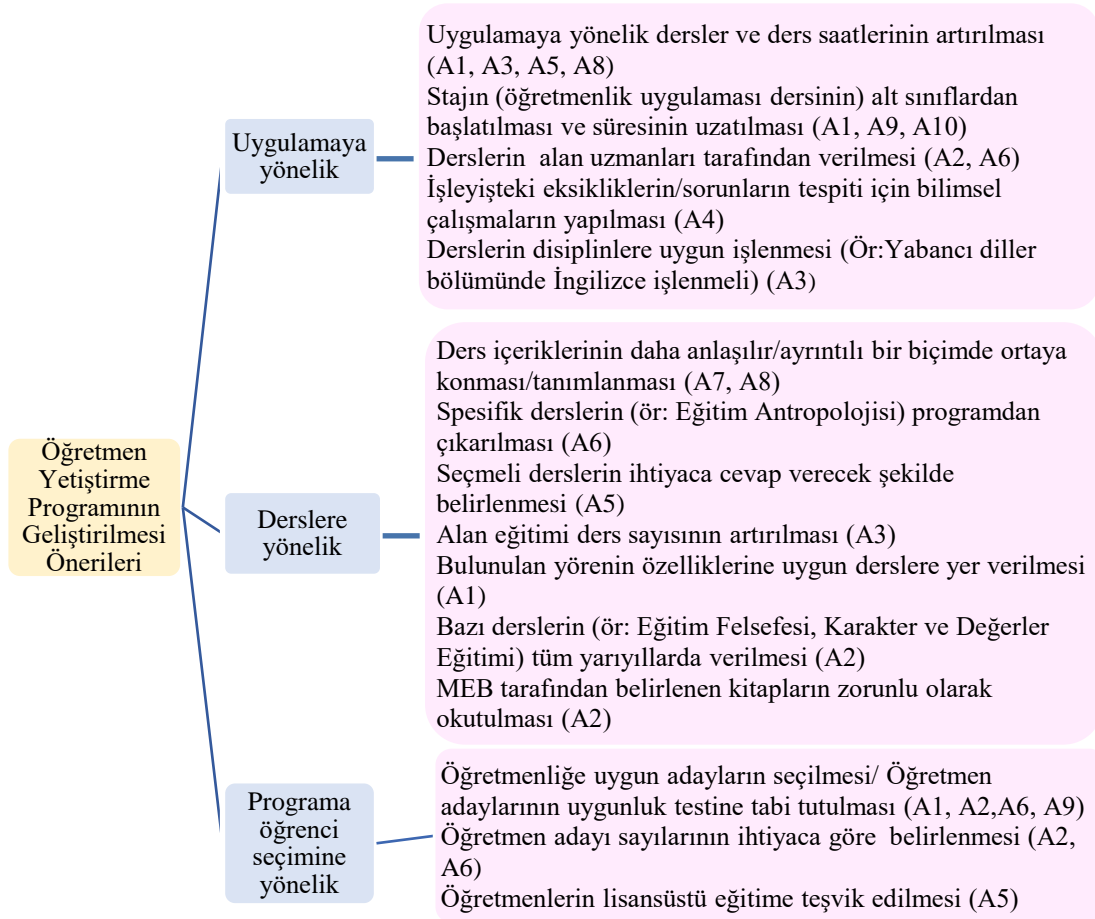 Öğretmen
Yetiştirme
Programının
Geliştirilmesi
Önerileri
Uygulamaya
yönelik
Uygulamaya yönelik dersler ve ders saatlerinin artırılması
(A1, A3, A5, A8)
Stajın (öğretmenlik uygulaması dersinin) alt sınıflardan
başlatılması ve süresinin uzatılması (A1, A9, A10)
Derslerin alan uzmanları tarafından verilmesi (A2, A6)
İşleyişteki eksikliklerin/sorunların tespiti için bilimsel
çalışmaların yapılması (A4)
Derslerin disiplinlere uygun işlenmesi (Ör:Yabancı diller
bölümünde İngilizce işlenmeli) (A3)
Derslere
yönelik
Ders içeriklerinin daha anlaşılır/ayrıntılı bir biçimde ortaya
konması/tanımlanması (A7, A8)
Spesifik derslerin (ör: Eğitim Antropolojisi) programdan
çıkarılması (A6)
Seçmeli derslerin ihtiyaca cevap verecek şekilde
belirlenmesi (A5)
Alan eğitimi ders sayısının artırılması (A3)
Bulunulan yörenin özelliklerine uygun derslere yer verilmesi
(A1)
Bazı derslerin (ör: Eğitim Felsefesi, Karakter ve Değerler
Eğitimi) tüm yarıyıllarda verilmesi (A2)
MEB tarafından belirlenen kitapların zorunlu olarak
okutulması (A2)
Programa
öğrenci
seçimine
yönelik
Öğretmenliğe uygun adayların seçilmesi/ Öğretmen
adaylarının uygunluk testine tabi tutulması (A1, A2,A6, A9)
Öğretmen adayı sayılarının ihtiyaca göre belirlenmesi (A2,
A6)
Öğretmenlerin lisansüstü eğitime teşvik edilmesi (A5)